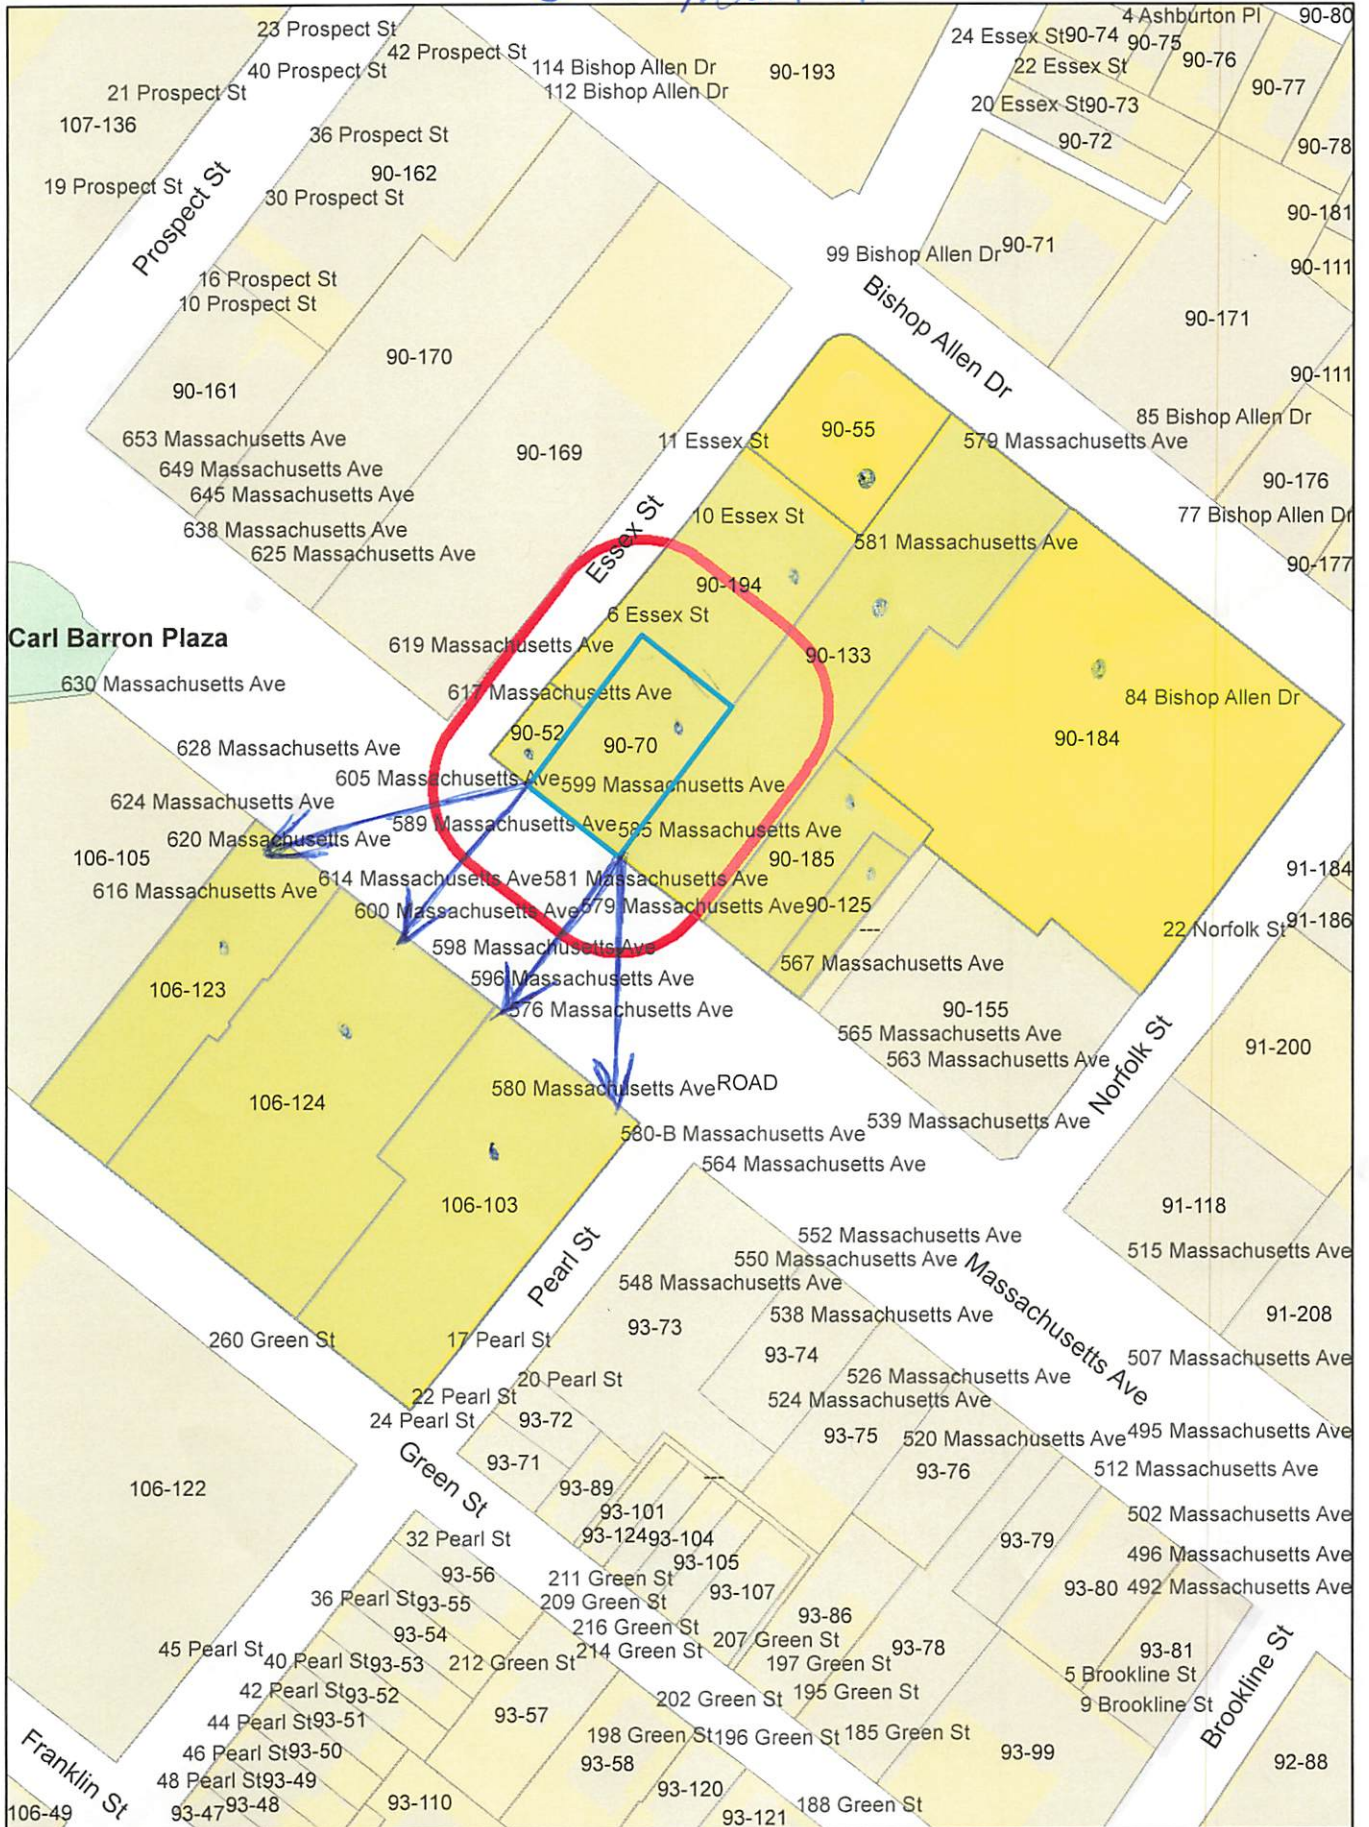 23 Prospect St
42 Prospect St
40 Prospect St
21 Prospect St
107-136
36 Prospect St
90-162
19 Prospect St
30 Prospect St
Prospect St
16 Prospect St
10 Prospect St
114 Bishop Allen Dr
112 Bishop Allen Dr
90-193
4 Ashburton Pl
90-80
24 Essex St
90-74
90-75
90-76
22 Essex St
90-77
20 Essex St
90-73
90-72
90-78
90-181
99 Bishop Allen Dr
90-71
90-111
Bishop Allen Dr
90-171
90-111
85 Bishop Allen Dr
90-176
77 Bishop Allen Dr
90-177
90-170
90-161
653 Massachusetts Ave
649 Massachusetts Ave
645 Massachusetts Ave
638 Massachusetts Ave
625 Massachusetts Ave
90-169
11 Essex St
90-55
579 Massachusetts Ave
10 Essex St
581 Massachusetts Ave
Essex St
90-194
6 Essex St
Carl Barron Plaza
619 Massachusetts Ave
90-133
630 Massachusetts Ave
617 Massachusetts Ave
84 Bishop Allen Dr
90-52
90-70
90-184
628 Massachusetts Ave
605 Massachusetts Ave
599 Massachusetts Ave
624 Massachusetts Ave
589 Massachusetts Ave
585 Massachusetts Ave
620 Massachusetts Ave
106-105
90-185
616 Massachusetts Ave
614 Massachusetts Ave
581 Massachusetts Ave
91-184
600 Massachusetts Ave
579 Massachusetts Ave
90-125
---
22 Norfolk St
91-186
598 Massachusetts Ave
567 Massachusetts Ave
596 Massachusetts Ave
106-123
576 Massachusetts Ave
90-155
565 Massachusetts Ave
563 Massachusetts Ave
91-200
Norfolk St
580 Massachusetts Ave
ROAD
106-124
539 Massachusetts Ave
580-B Massachusetts Ave
564 Massachusetts Ave
106-103
91-118
552 Massachusetts Ave
515 Massachusetts Ave
550 Massachusetts Ave
Massachusetts Ave
Pearl St
548 Massachusetts Ave
538 Massachusetts Ave
91-208
93-73
260 Green St
17 Pearl St
93-74
507 Massachusetts Ave
20 Pearl St
526 Massachusetts Ave
22 Pearl St
524 Massachusetts Ave
24 Pearl St
93-72
93-75
520 Massachusetts Ave
495 Massachusetts Ave
93-71
93-76
512 Massachusetts Ave
Green St
93-89
---
106-122
93-101
502 Massachusetts Ave
32 Pearl St
93-124
93-104
93-79
93-105
496 Massachusetts Ave
93-56
211 Green St
93-107
93-80
492 Massachusetts Ave
36 Pearl St
93-55
209 Green St
93-86
93-54
216 Green St
207 Green St
93-78
93-81
45 Pearl St
40 Pearl St
93-53
212 Green St
214 Green St
197 Green St
5 Brookline St
42 Pearl St
93-52
202 Green St
195 Green St
9 Brookline St
Brookline St
44 Pearl St
93-51
93-57
198 Green St
196 Green St
185 Green St
46 Pearl St
93-50
93-58
93-99
92-88
Franklin St
48 Pearl St
93-49
93-120
106-49
93-47
93-48
93-110
93-121
188 Green St